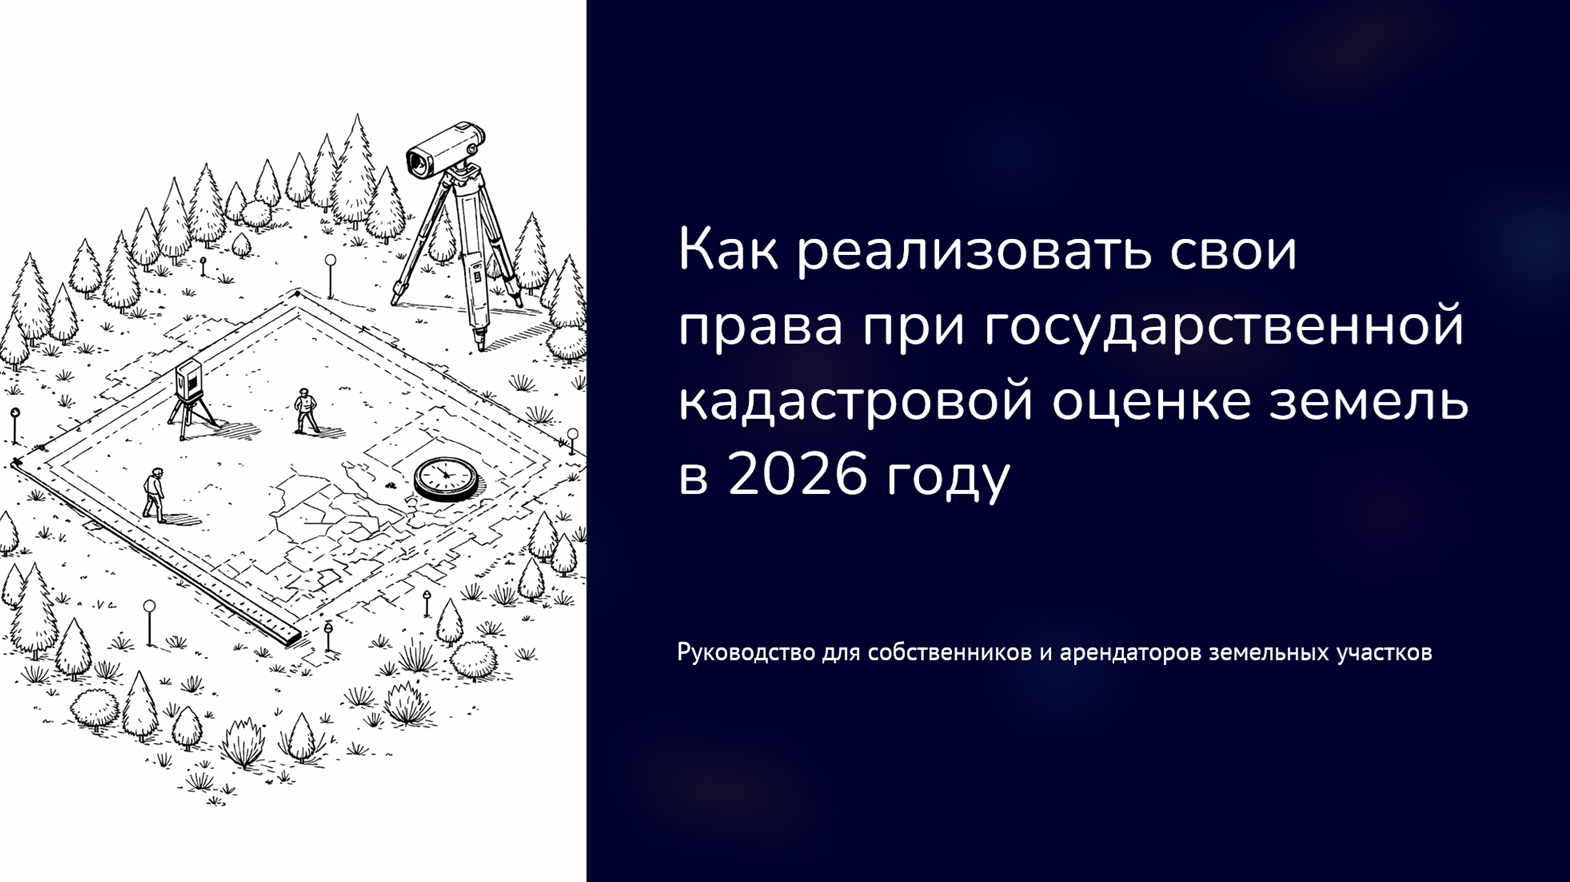 Как реализовать свои
права при государственной
кадастровой оценке земель
в 2026 году
Руководство для собственников и арендаторов земельных участков